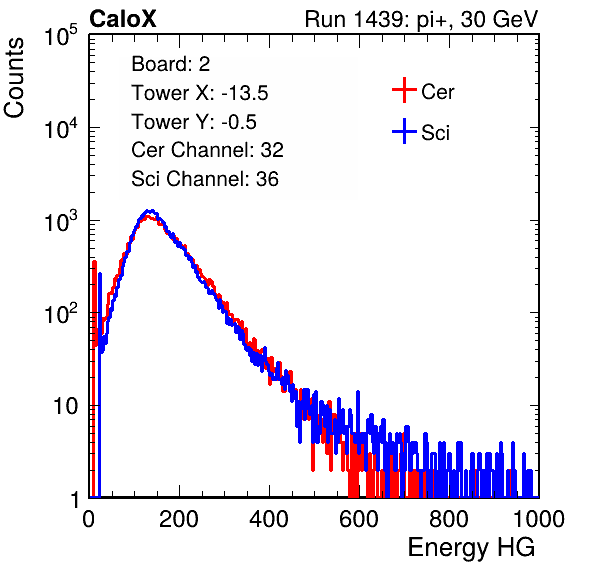 CaloX Run 1439: pi+, 30 GeV
Counts
10^5
10^4
10^3
10^2
10
1
Board: 2
Tower X: -13.5
Tower Y: -0.5
Cer Channel: 32
Sci Channel: 36
Cer
Sci
0 200 400 600 800 1000
Energy HG